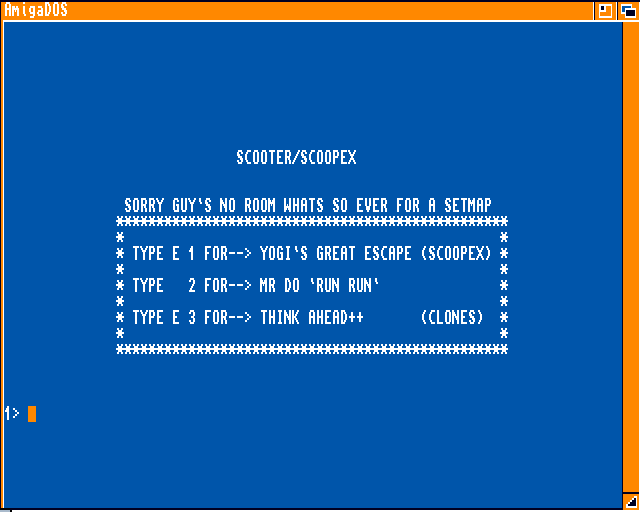 AmigaDOS
SCOOTER/SCOOPEX
SORRY GUY'S NO ROOM WHATS SO EVER FOR A SETMAP
*************************************************
*                                               *
* TYPE E 1 FOR--> YOGI'S GREAT ESCAPE (SCOOPEX) *
*                                               *
* TYPE   2 FOR--> MR DO 'RUN RUN'               *
*                                               *
* TYPE E 3 FOR--> THINK AHEAD++       (CLONES)  *
*                                               *
*************************************************
1>